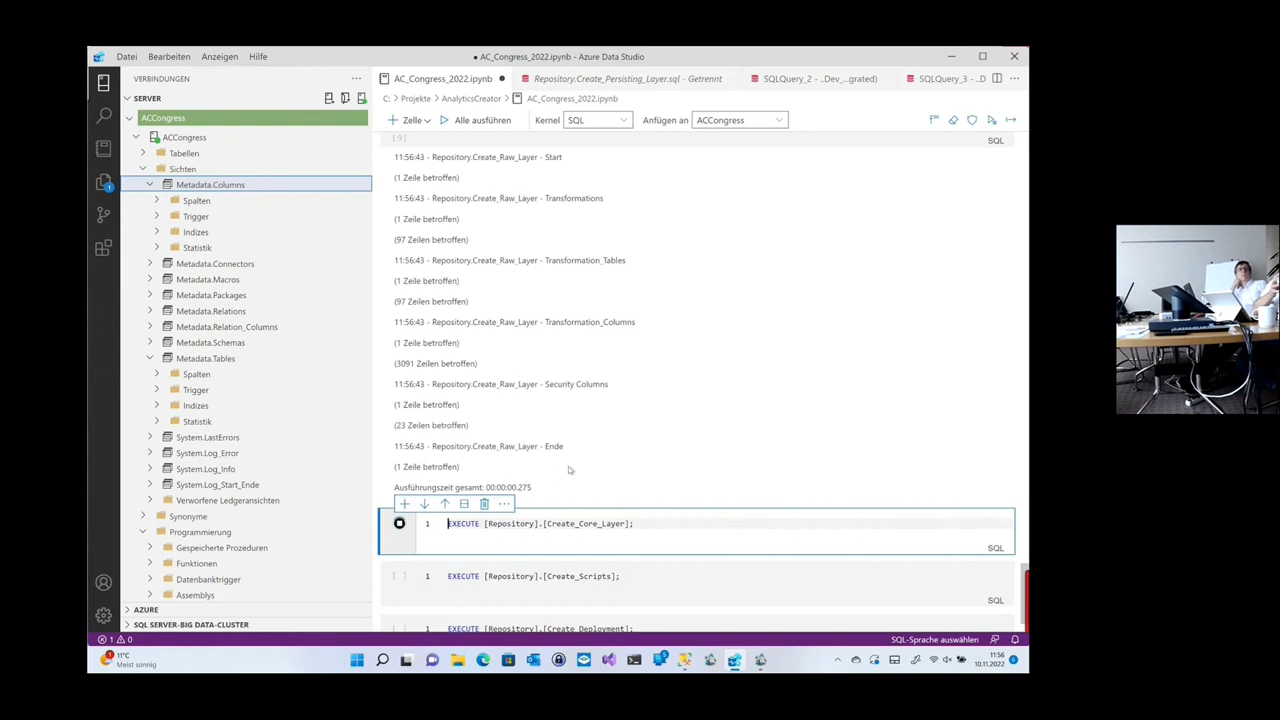 Datei Bearbeiten Anzeigen Hilfe
● AC_Congress_2022.ipynb - Azure Data Studio
VERBINDUNGEN
SERVER
ACCongress
ACCongress
Tabellen
Sichten
Metadata.Columns
Spalten
Trigger
Indizes
Statistik
Metadata.Connectors
Metadata.Macros
Metadata.Packages
Metadata.Relations
Metadata.Relation_Columns
Metadata.Schemas
Metadata.Tables
Spalten
Trigger
Indizes
Statistik
System.LastErrors
System.Log_Error
System.Log_Info
System.Log_Start_Ende
Verworfene Ledgeransichten
Synonyme
Programmierung
Gespeicherte Prozeduren
Funktionen
Datenbanktrigger
Assemblys
AZURE
SQL SERVER-BIG DATA-CLUSTER
AC_Congress_2022.ipynb ● Repository.Create_Persisting_Layer.sql - Getrennt SQLQuery_2 - ..Dev_...grated) SQLQuery_3 - ..D
C: > Projekte > AnalyticsCreator > AC_Congress_2022.ipynb
Zelle Alle ausführen Kernel SQL Anfügen an ACCongress
[9]
SQL
11:56:43 - Repository.Create_Raw_Layer - Start
(1 Zeile betroffen)
11:56:43 - Repository.Create_Raw_Layer - Transformations
(1 Zeile betroffen)
(97 Zeilen betroffen)
11:56:43 - Repository.Create_Raw_Layer - Transformation_Tables
(1 Zeile betroffen)
(97 Zeilen betroffen)
11:56:43 - Repository.Create_Raw_Layer - Transformation_Columns
(1 Zeile betroffen)
(3091 Zeilen betroffen)
11:56:43 - Repository.Create_Raw_Layer - Security Columns
(1 Zeile betroffen)
(23 Zeilen betroffen)
11:56:43 - Repository.Create_Raw_Layer - Ende
(1 Zeile betroffen)
Ausführungszeit gesamt: 00:00:00.275
1 EXECUTE [Repository].[Create_Core_Layer];
SQL
[ ] 1 EXECUTE [Repository].[Create_Scripts];
SQL
[ ] 1 EXECUTE [Repository].[Create_Deployment];
1 0
SQL-Sprache auswählen
11°C
Meist sonnig
11:56
10.11.2022